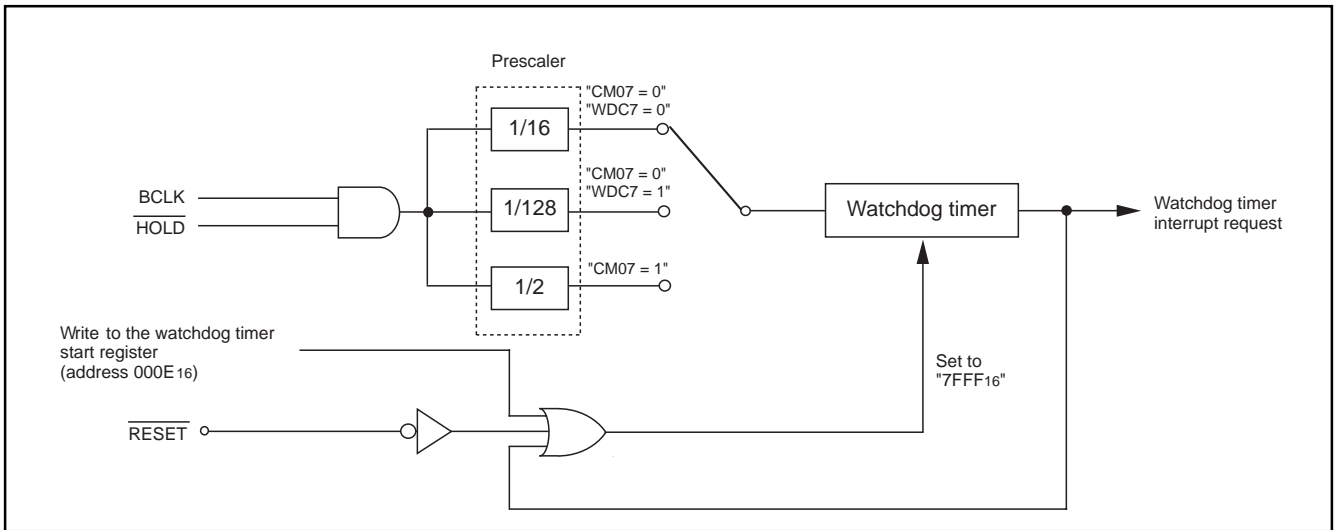 Prescaler
"CM07 = 0"
"WDC7 = 0"
1/16
"CM07 = 0"
"WDC7 = 1"
BCLK
HOLD
1/128
Watchdog timer
Watchdog timer
interrupt request
"CM07 = 1"
1/2
Write to the watchdog timer
start register
(address 000E16)
Set to
"7FFF16"
RESET